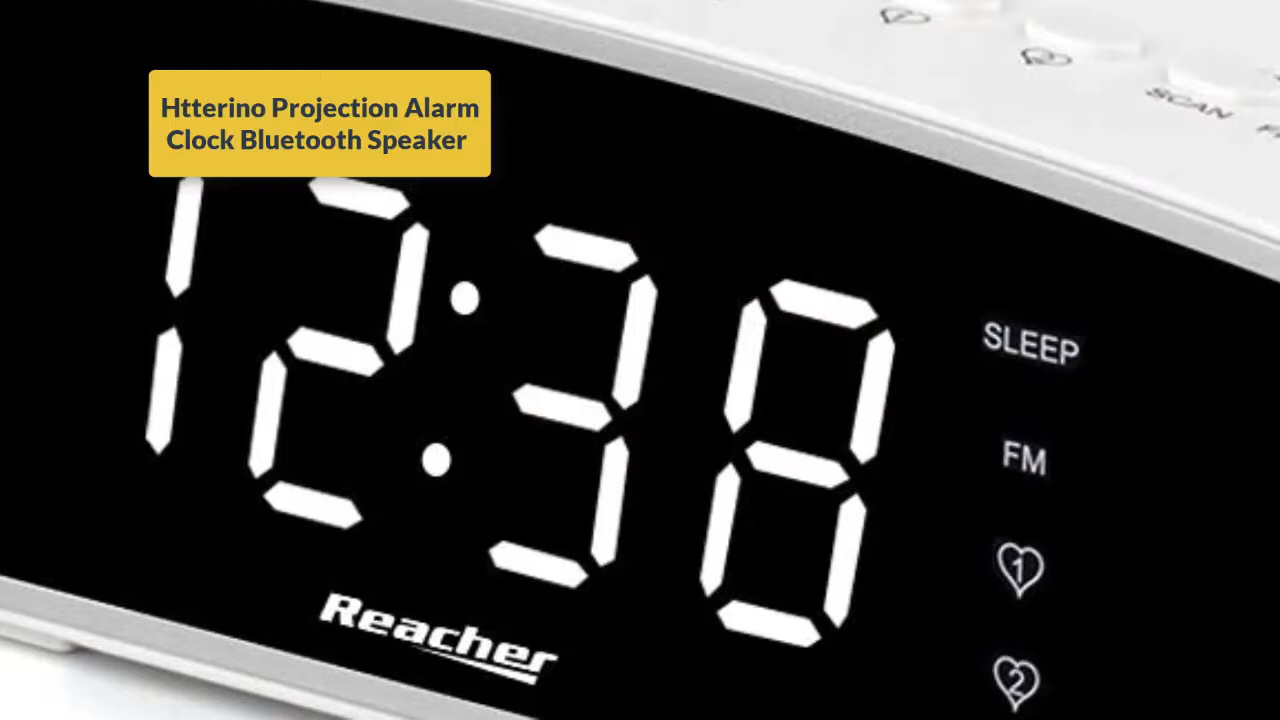 Htterino Projection Alarm
Clock Bluetooth Speaker
SCAN
12:38
SLEEP
FM
1
2
Reacher